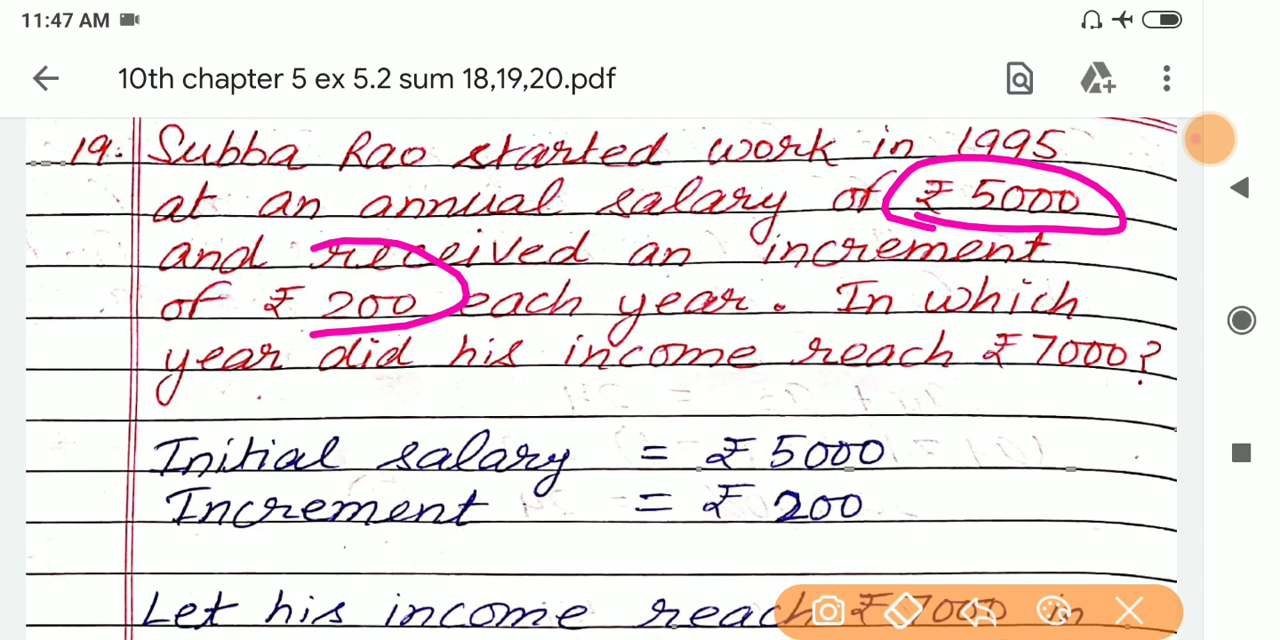 11:47 AM
10th chapter 5 ex 5.2 sum 18,19,20.pdf
19. Subba Rao started work in 1995
at an annual salary of ₹ 5000
and received an increment
of ₹ 200 each year. In which
year did his income reach ₹ 7000?
Initial salary = ₹ 5000
Increment = ₹ 200
Let his income reach ₹ 7000 in